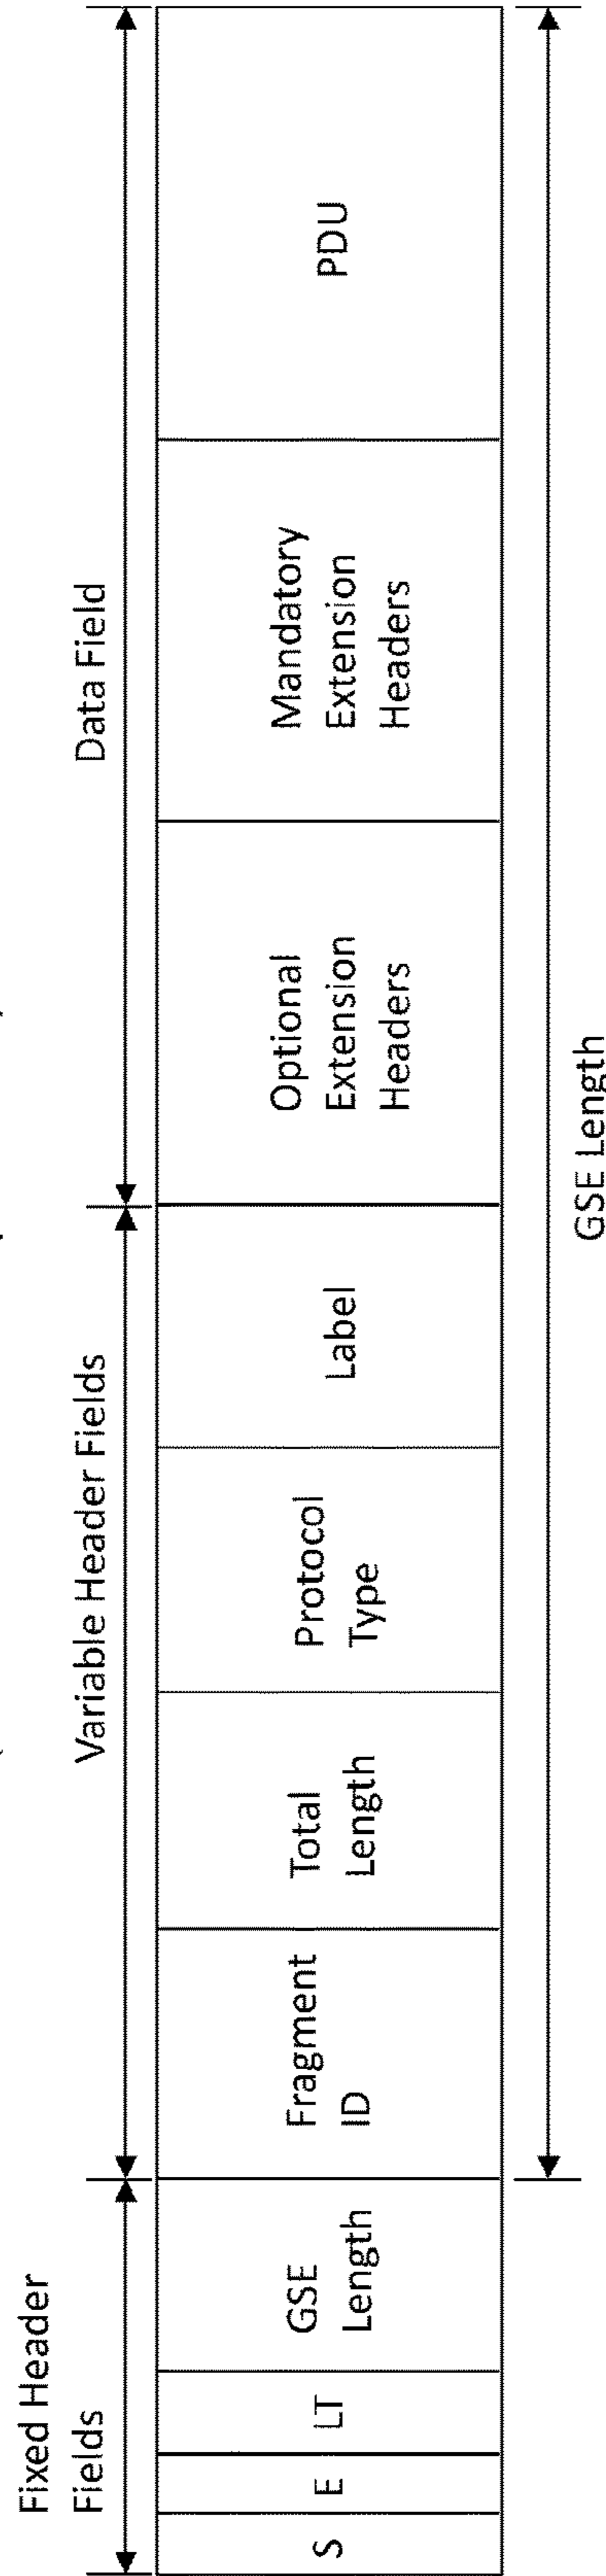 Fixed Header
Fields
Variable Header Fields
Data Field
S
E
LT
GSE
Length
Fragment
ID
Total
Length
Protocol
Type
Label
Optional
Extension
Headers
Mandatory
Extension
Headers
PDU
GSE Length